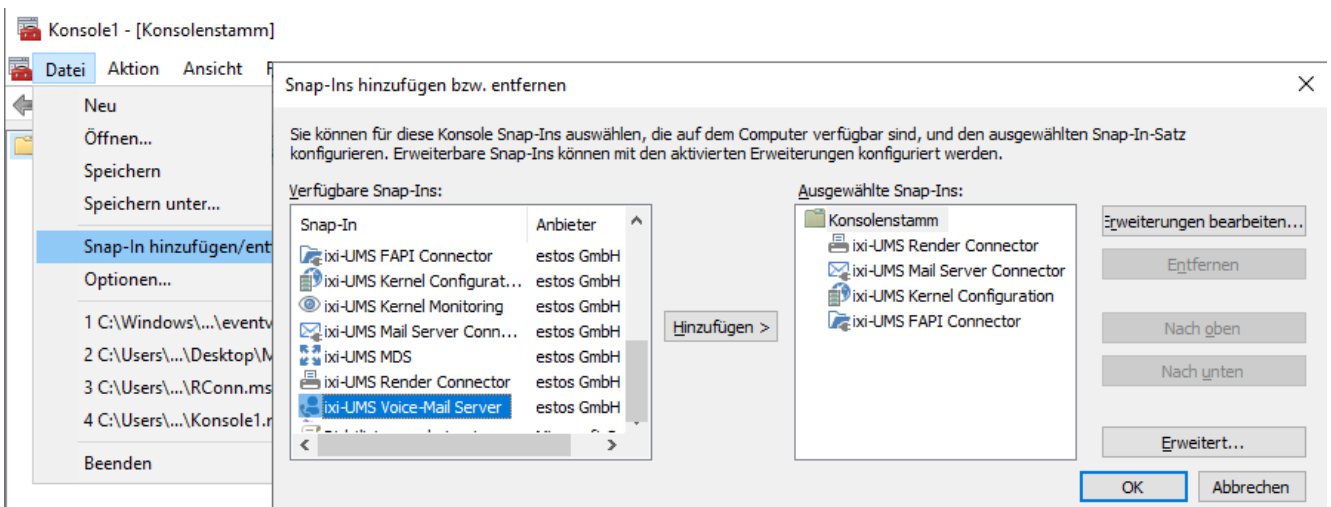 Konsole1 - [Konsolenstamm]
Datei Aktion Ansicht
Neu
Öffnen...
Speichern
Speichern unter...
Snap-In hinzufügen/ent
Optionen...
1 C:\Windows\...\eventv
2 C:\Users\...\Desktop\M
3 C:\Users\...\RConn.ms
4 C:\Users\...\Konsole1.r
Beenden
Snap-Ins hinzufügen bzw. entfernen
Sie können für diese Konsole Snap-Ins auswählen, die auf dem Computer verfügbar sind, und den ausgewählten Snap-In-Satz
konfigurieren. Erweiterbare Snap-Ins können mit den aktivierten Erweiterungen konfiguriert werden.
Verfügbare Snap-Ins:
Snap-In Anbieter
ixi-UMS FAPI Connector estos GmbH
ixi-UMS Kernel Configurat... estos GmbH
ixi-UMS Kernel Monitoring estos GmbH
ixi-UMS Mail Server Conn... estos GmbH
ixi-UMS MDS estos GmbH
ixi-UMS Render Connector estos GmbH
ixi-UMS Voice-Mail Server estos GmbH
Hinzufügen >
Ausgewählte Snap-Ins:
Konsolenstamm
ixi-UMS Render Connector
ixi-UMS Mail Server Connector
ixi-UMS Kernel Configuration
ixi-UMS FAPI Connector
Erweiterungen bearbeiten...
Entfernen
Nach oben
Nach unten
Erweitert...
OK Abbrechen